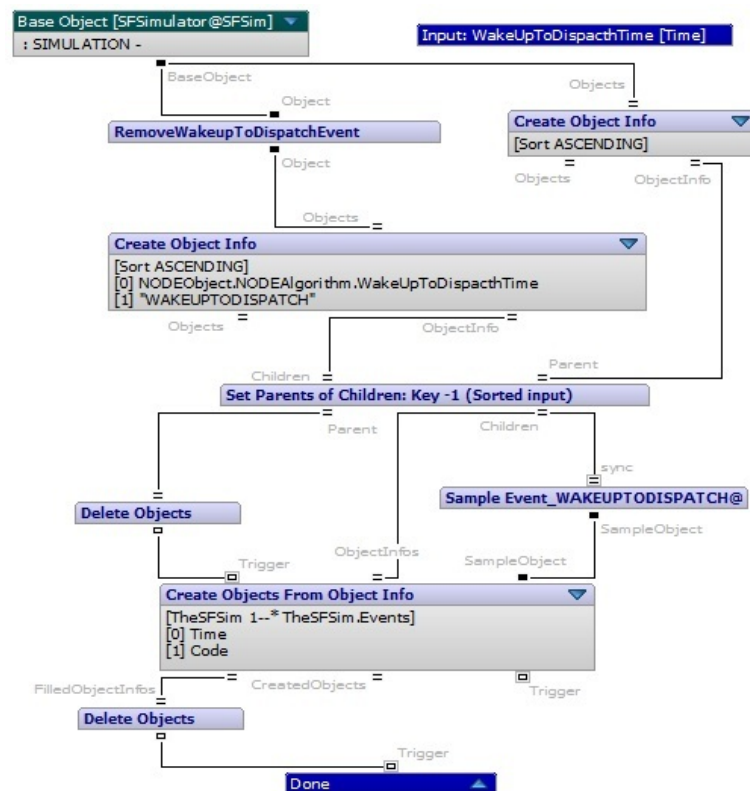 Base Object [SFSimulator@SFSim]
: SIMULATION -
Input: WakeUpToDispacthTime [Time]
BaseObject
Objects
Object
RemoveWakeupToDispatchEvent
Create Object Info
[Sort ASCENDING]
Object
Objects
ObjectInfo
Objects
Create Object Info
[Sort ASCENDING]
[0] NODEObject.NODEAlgorithm.WakeUpToDispacthTime
[1] "WAKEUPTODISPATCH"
Objects
ObjectInfo
Children
Parent
Set Parents of Children: Key -1 (Sorted input)
Parent
Children
sync
Delete Objects
Sample Event_WAKEUPTODISPATCH@
SampleObject
Trigger
ObjectInfos
SampleObject
Create Objects From Object Info
[TheSFSim 1--* TheSFSim.Events]
[0] Time
[1] Code
FilledObjectInfos
CreatedObjects
Trigger
Delete Objects
Trigger
Done